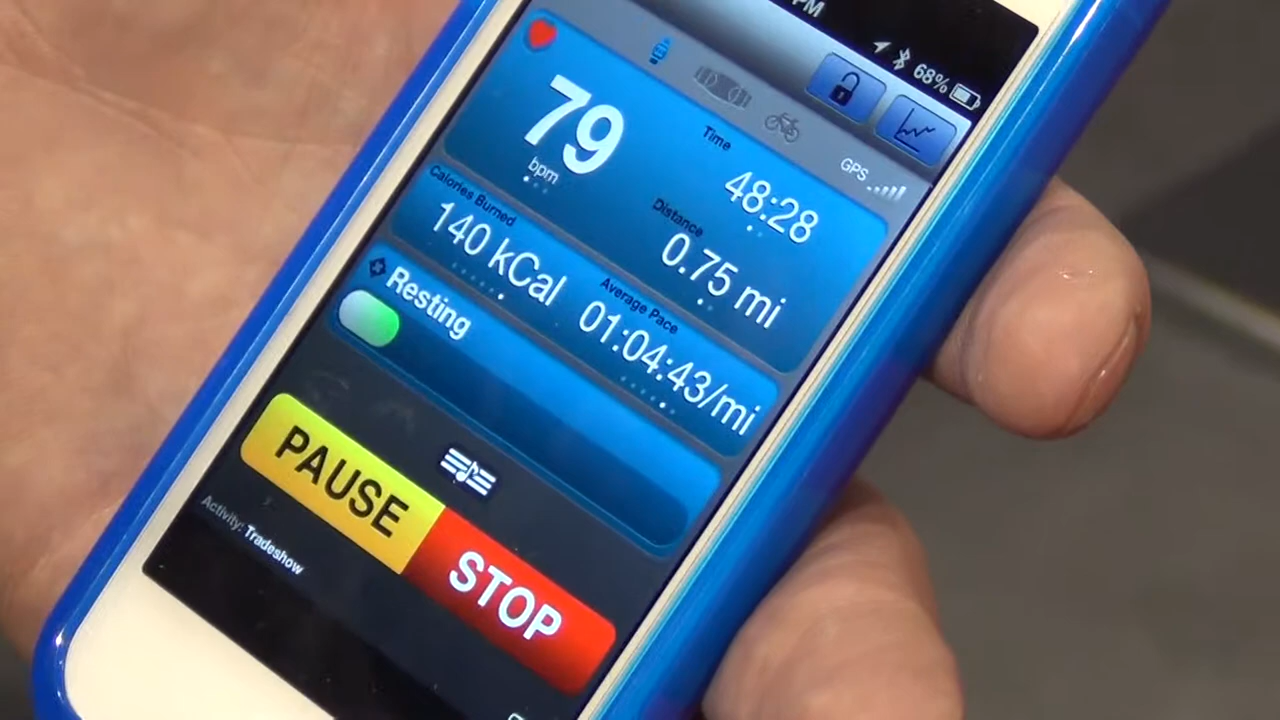 PM
68%
79
bpm
Time
48:28
GPS
Distance
0.75 mi
Calories Burned
140 kCal
Average Pace
01:04:43/mi
Resting
PAUSE
STOP
Activity: Tradeshow